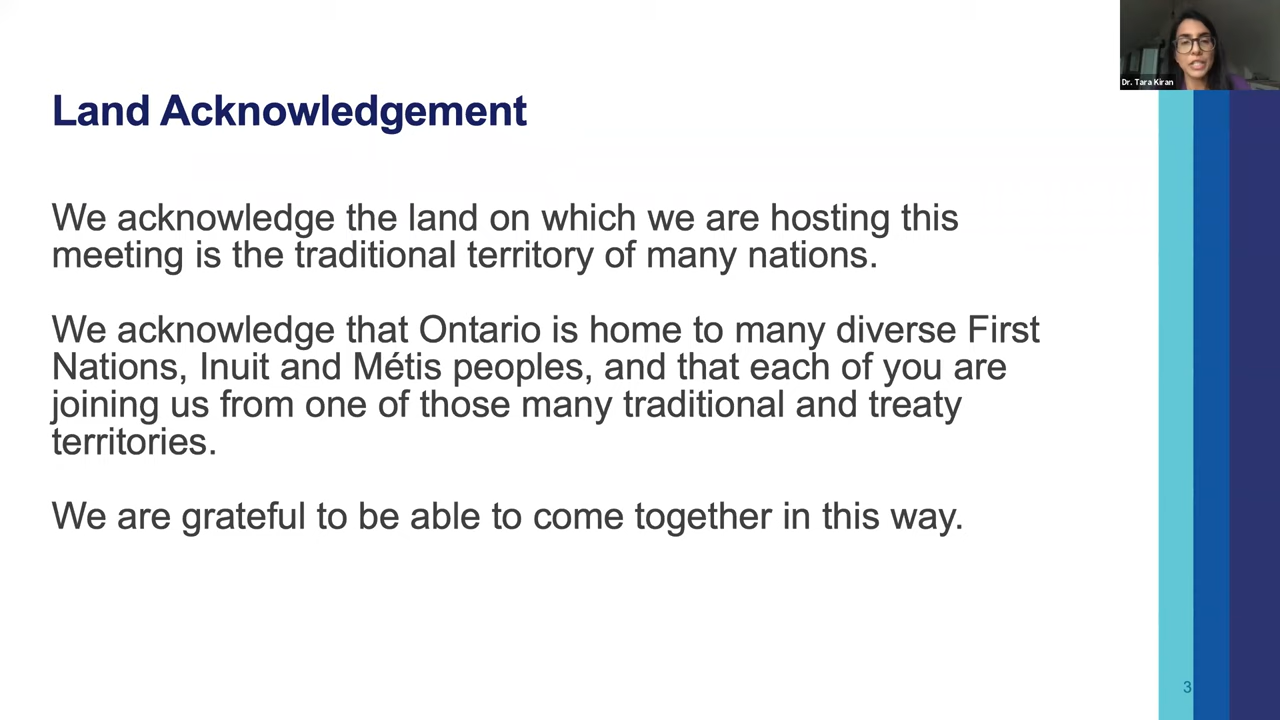 Dr. Tara Kiran
Land Acknowledgement
We acknowledge the land on which we are hosting this
meeting is the traditional territory of many nations.
We acknowledge that Ontario is home to many diverse First
Nations, Inuit and Métis peoples, and that each of you are
joining us from one of those many traditional and treaty
territories.
We are grateful to be able to come together in this way.
3